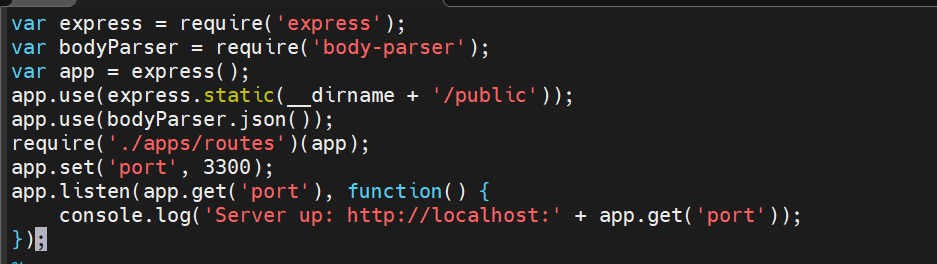 var express = require('express');
var bodyParser = require('body-parser');
var app = express();
app.use(express.static(__dirname + '/public'));
app.use(bodyParser.json());
require('./apps/routes')(app);
app.set('port', 3300);
app.listen(app.get('port'), function() {
    console.log('Server up: http://localhost:' + app.get('port'));
});